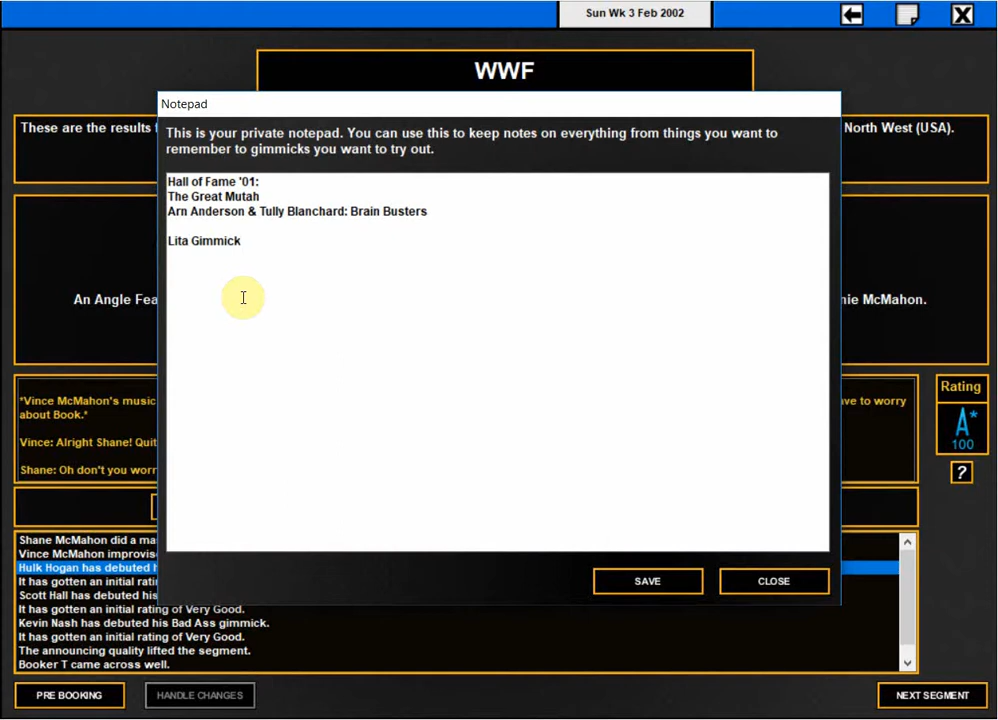 Sun Wk 3 Feb 2002
WWF
These are the results
North West (USA).
Notepad
This is your private notepad. You can use this to keep notes on everything from things you want to
remember to gimmicks you want to try out.
Hall of Fame '01:
The Great Mutah
Arn Anderson & Tully Blanchard: Brain Busters
Lita Gimmick
An Angle Fea
nie McMahon.
*Vince McMahon's music
ave to worry
about Book.*
Vince: Alright Shane! Quit
Shane: Oh don't you worr
Rating
A*
100
?
Shane McMahon did a ma
Vince McMahon improvis
Hulk Hogan has debuted h
It has gotten an initial rati
Scott Hall has debuted his
It has gotten an initial rating of Very Good.
Kevin Nash has debuted his Bad Ass gimmick.
It has gotten an initial rating of Very Good.
The announcing quality lifted the segment.
Booker T came across well.
SAVE
CLOSE
PRE BOOKING
HANDLE CHANGES
NEXT SEGMENT